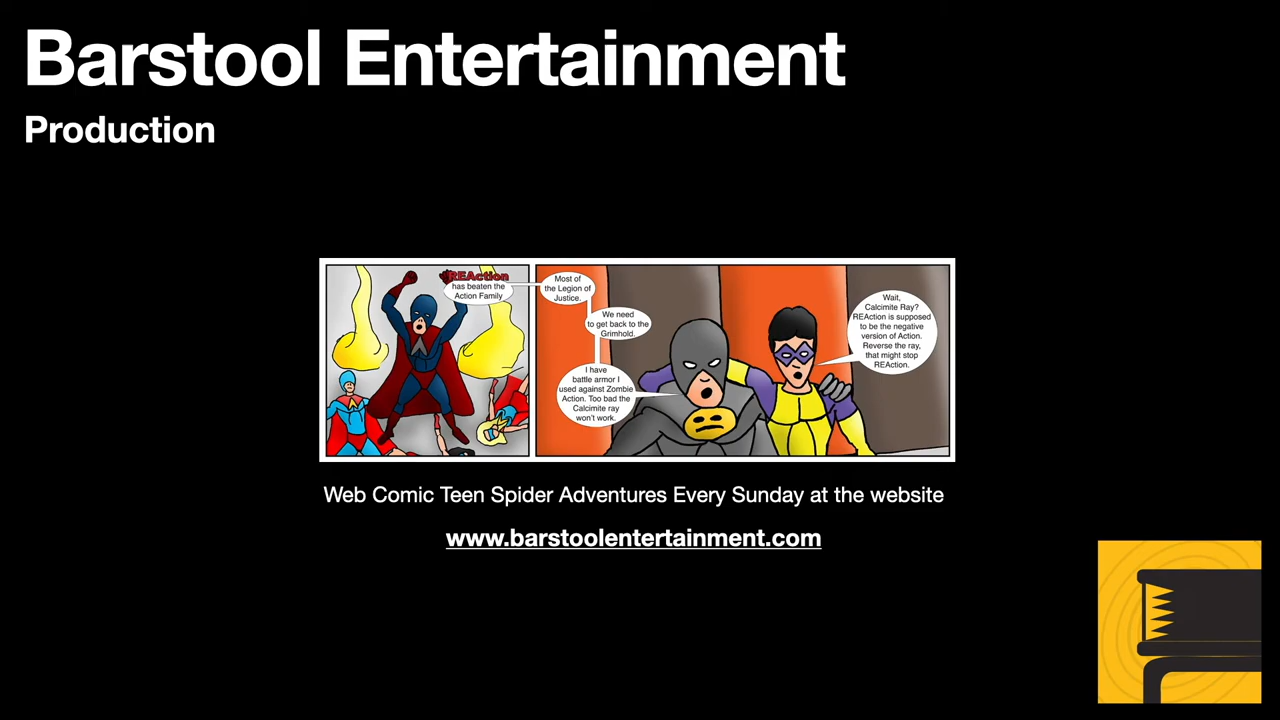 Barstool Entertainment
Production
REAction
has beaten the
Action Family
Most of
the Legion of
Justice.
We need
to get back to the
Grimhold.
I have
battle armor I
used against Zombie
Action. Too bad the
Calcimite ray
won't work.
Wait,
Calcimite Ray?
REAction is supposed
to be the negative
version of Action.
Reverse the ray,
that might stop
REAction.
Web Comic Teen Spider Adventures Every Sunday at the website
www.barstoolentertainment.com